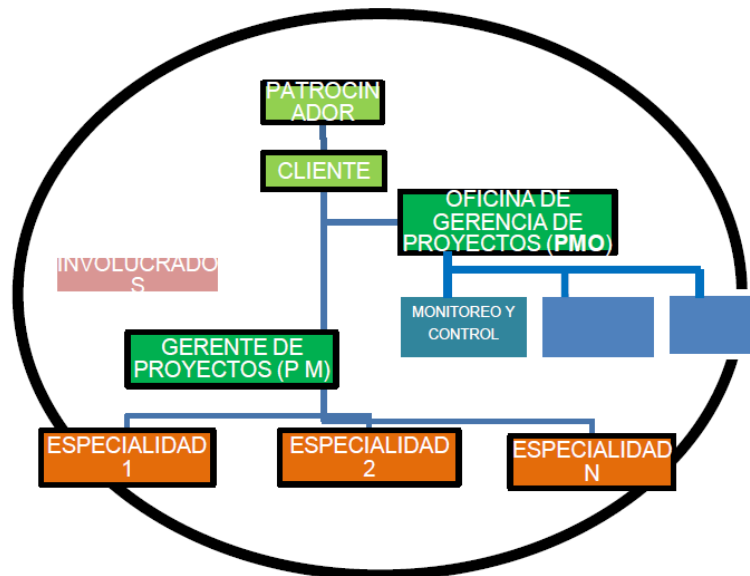 PATROCIN
ADOR
CLIENTE
OFICINA DE
GERENCIA DE
PROYECTOS (PMO)
INVOLUCRADO
S
MONITOREO Y
CONTROL
GERENTE DE
PROYECTOS (P M)
ESPECIALIDAD
1
ESPECIALIDAD
2
ESPECIALIDAD
N